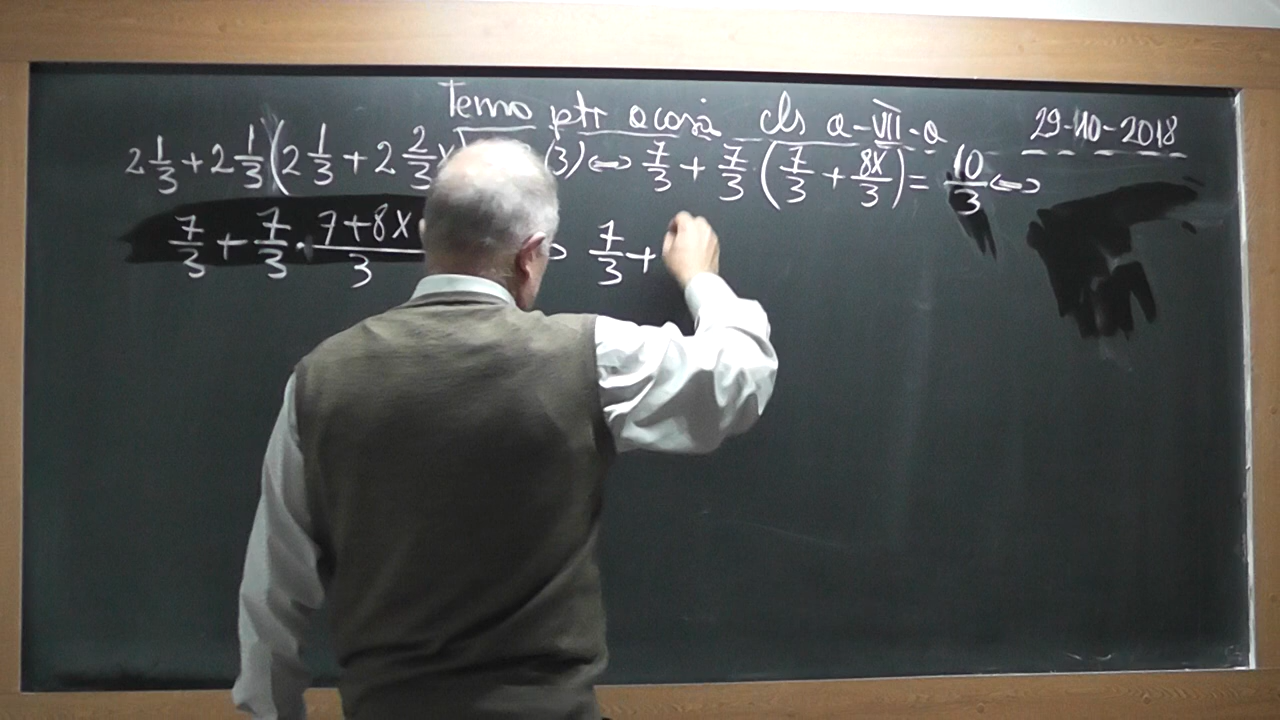 Tema ptr acasă cls a-VII-a 29-10-2018
2 1/3 + 2 1/3 (2 1/3 + 2 2/3 x 3) ⇔ 7/3 + 7/3 (7/3 + 8x/3) = 10/3 ⇔
7/3 + 7/3 · 7+8x/3 7/3 +